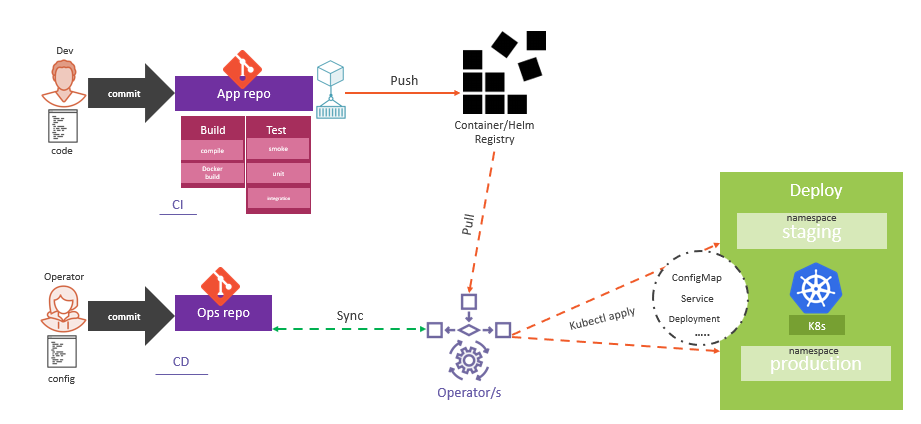 Dev
commit
code
App repo
Build
compile
Docker
build
Test
smoke
unit
integration
CI
Push
Container/Helm
Registry
Pull
Operator
commit
config
Ops repo
CD
Sync
Operator/s
Kubectl apply
ConfigMap
Service
Deployment
.....
Deploy
namespace
staging
K8s
namespace
production